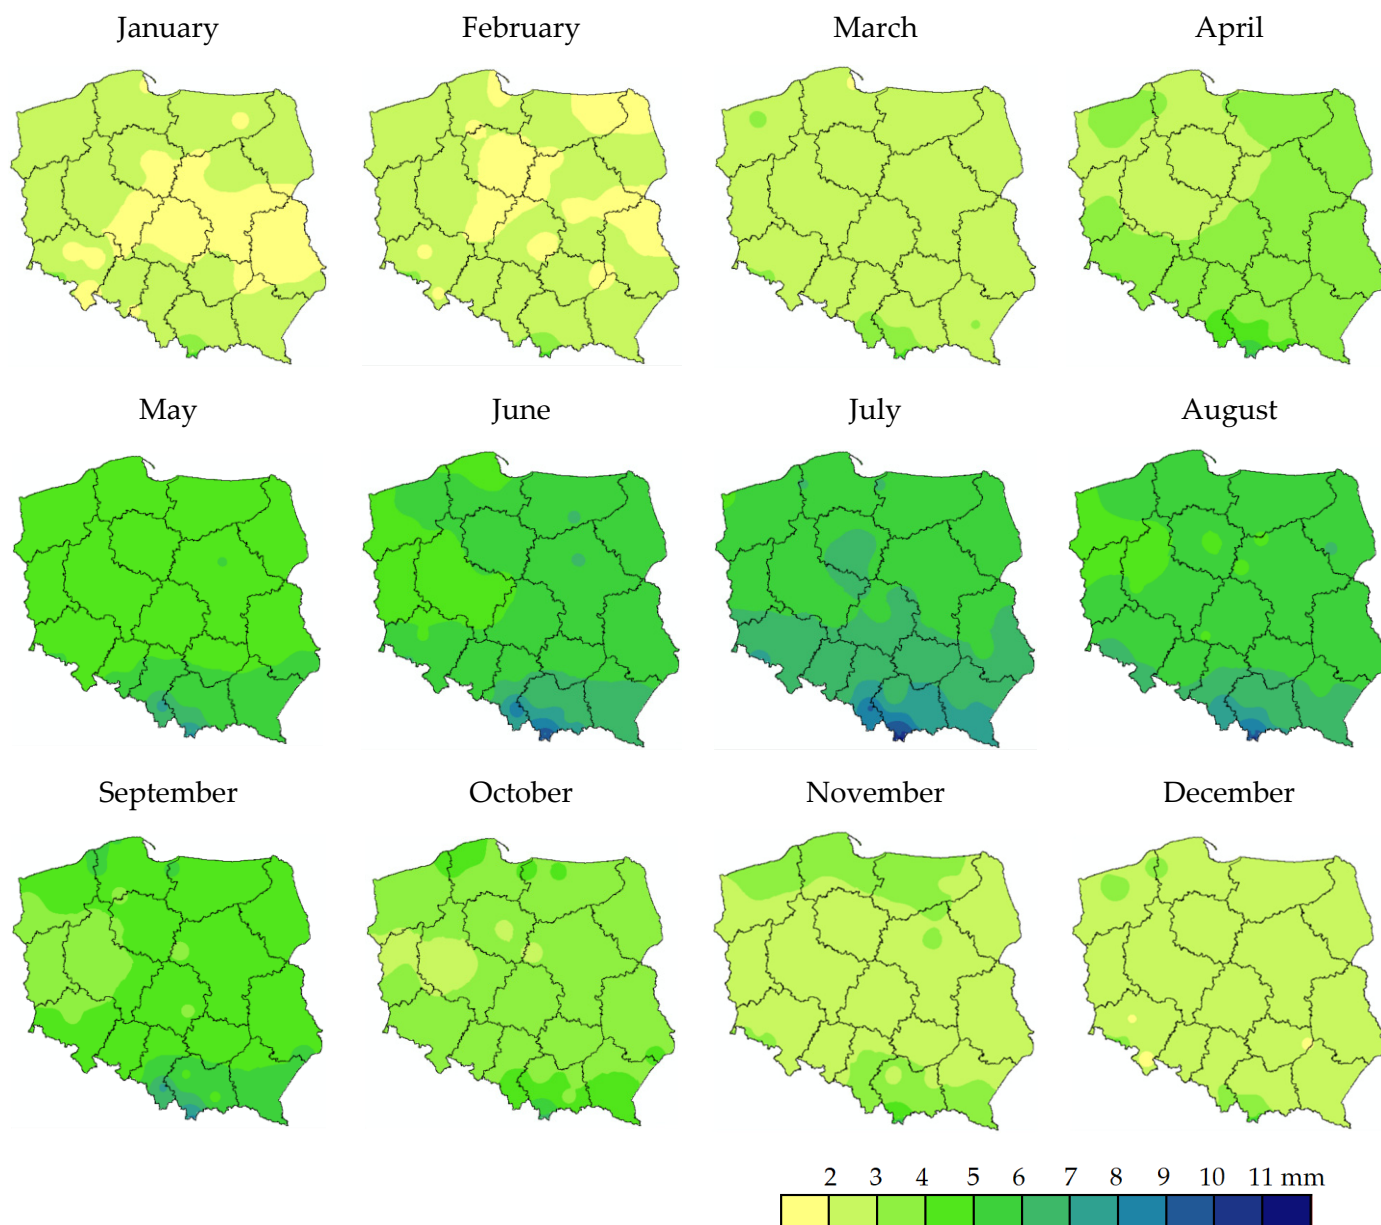 January February March April
May June July August
September October November December
2 3 4 5 6 7 8 9 10 11 mm